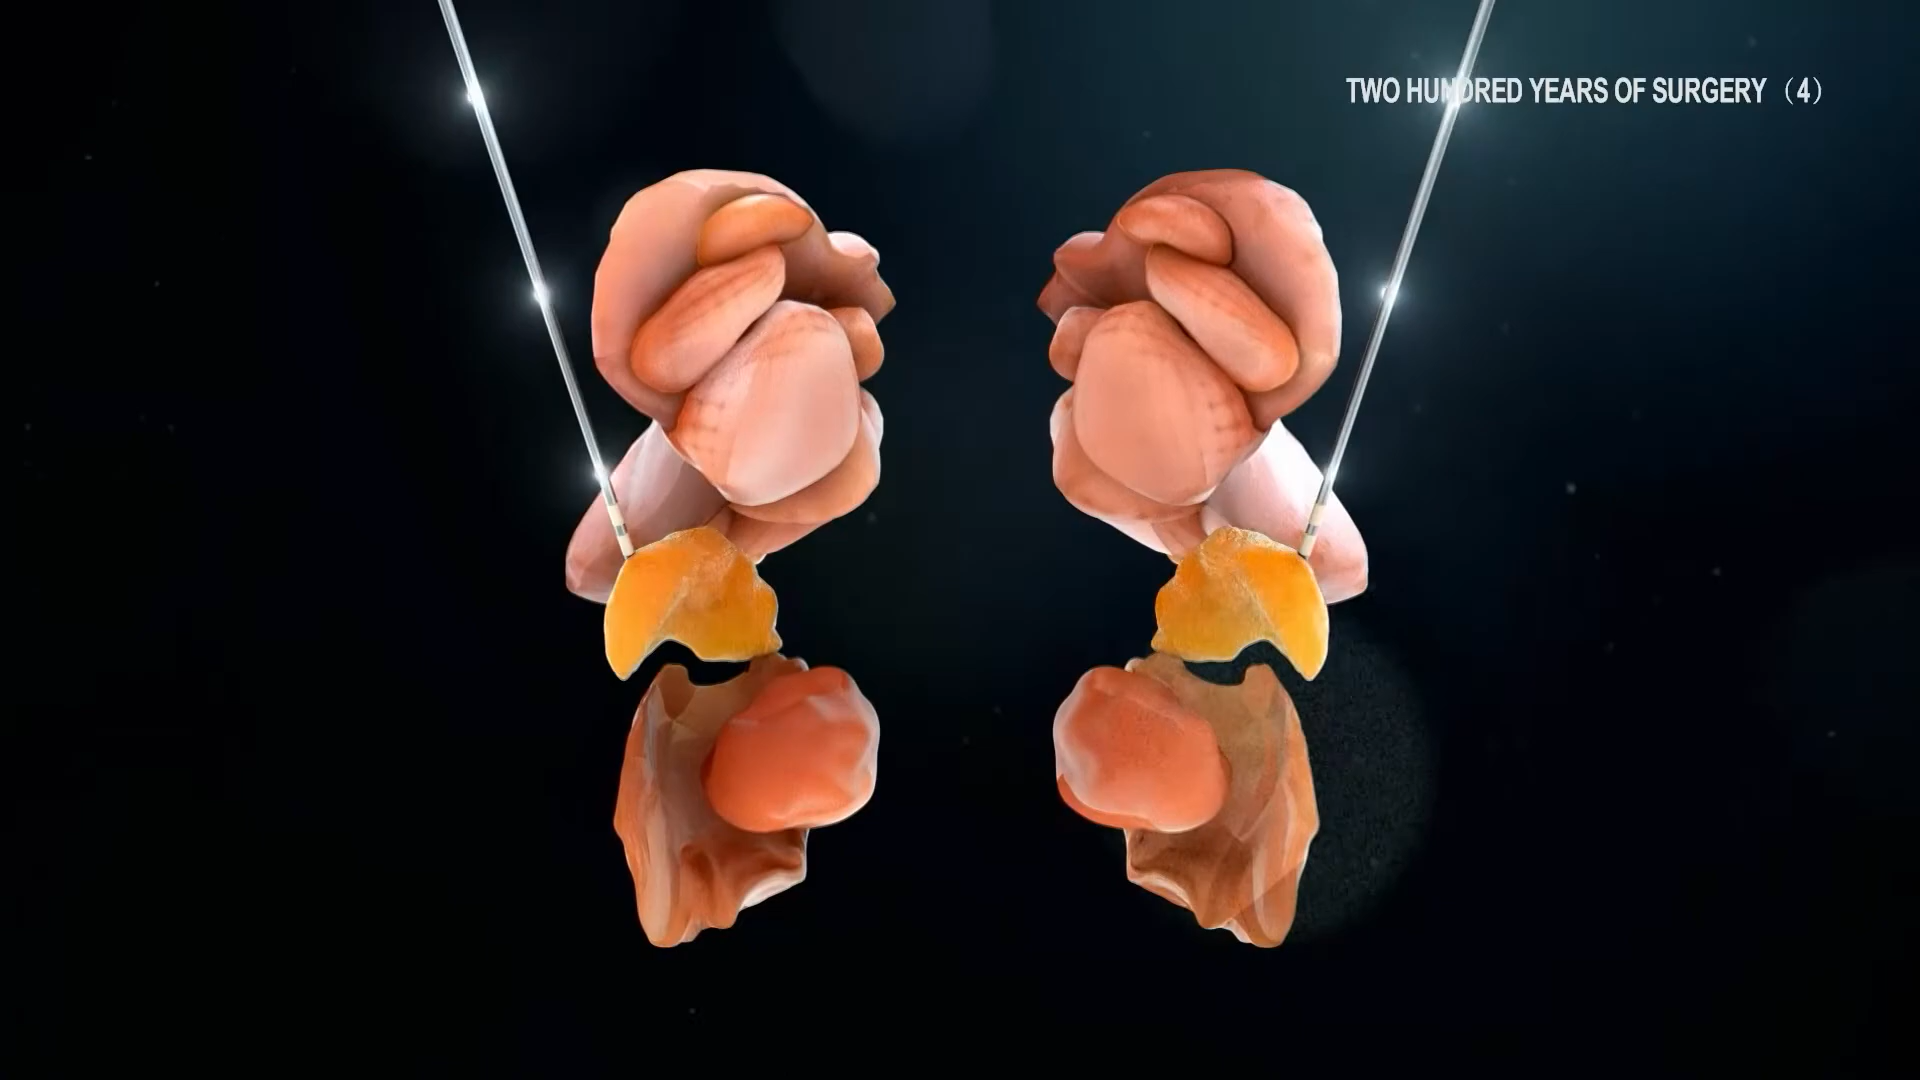 TWO HUNDRED YEARS OF SURGERY（4）